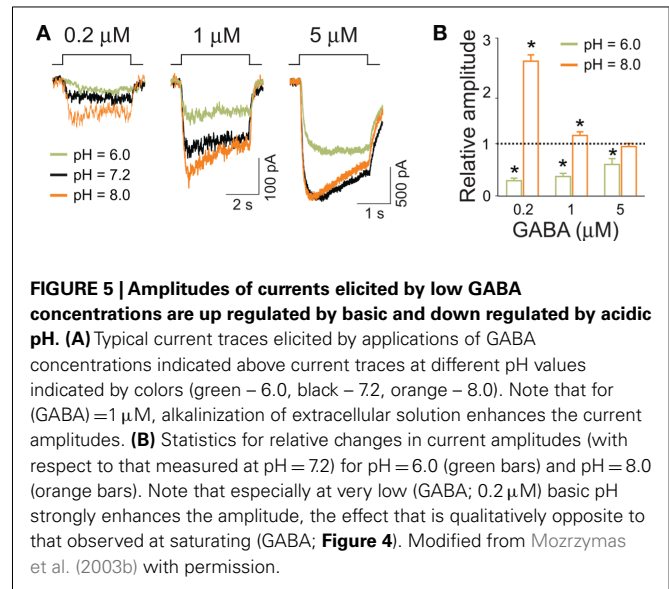 A
0.2 μM
1 μM
5 μM
pH = 6.0
pH = 7.2
pH = 8.0
2 s
100 pA
1 s
500 pA
B
Relative amplitude
3
2
1
0
pH = 6.0
pH = 8.0
*
*
*
*
*
0.2
1
5
GABA (μM)
FIGURE 5 | Amplitudes of currents elicited by low GABA
concentrations are up regulated by basic and down regulated by acidic
pH. (A) Typical current traces elicited by applications of GABA
concentrations indicated above current traces at different pH values
indicated by colors (green – 6.0, black – 7.2, orange – 8.0). Note that for
(GABA) = 1 μM, alkalinization of extracellular solution enhances the current
amplitudes. (B) Statistics for relative changes in current amplitudes (with
respect to that measured at pH = 7.2) for pH = 6.0 (green bars) and pH = 8.0
(orange bars). Note that especially at very low (GABA; 0.2 μM) basic pH
strongly enhances the amplitude, the effect that is qualitatively opposite to
that observed at saturating (GABA; Figure 4). Modified from Mozrzymas
et al. (2003b) with permission.